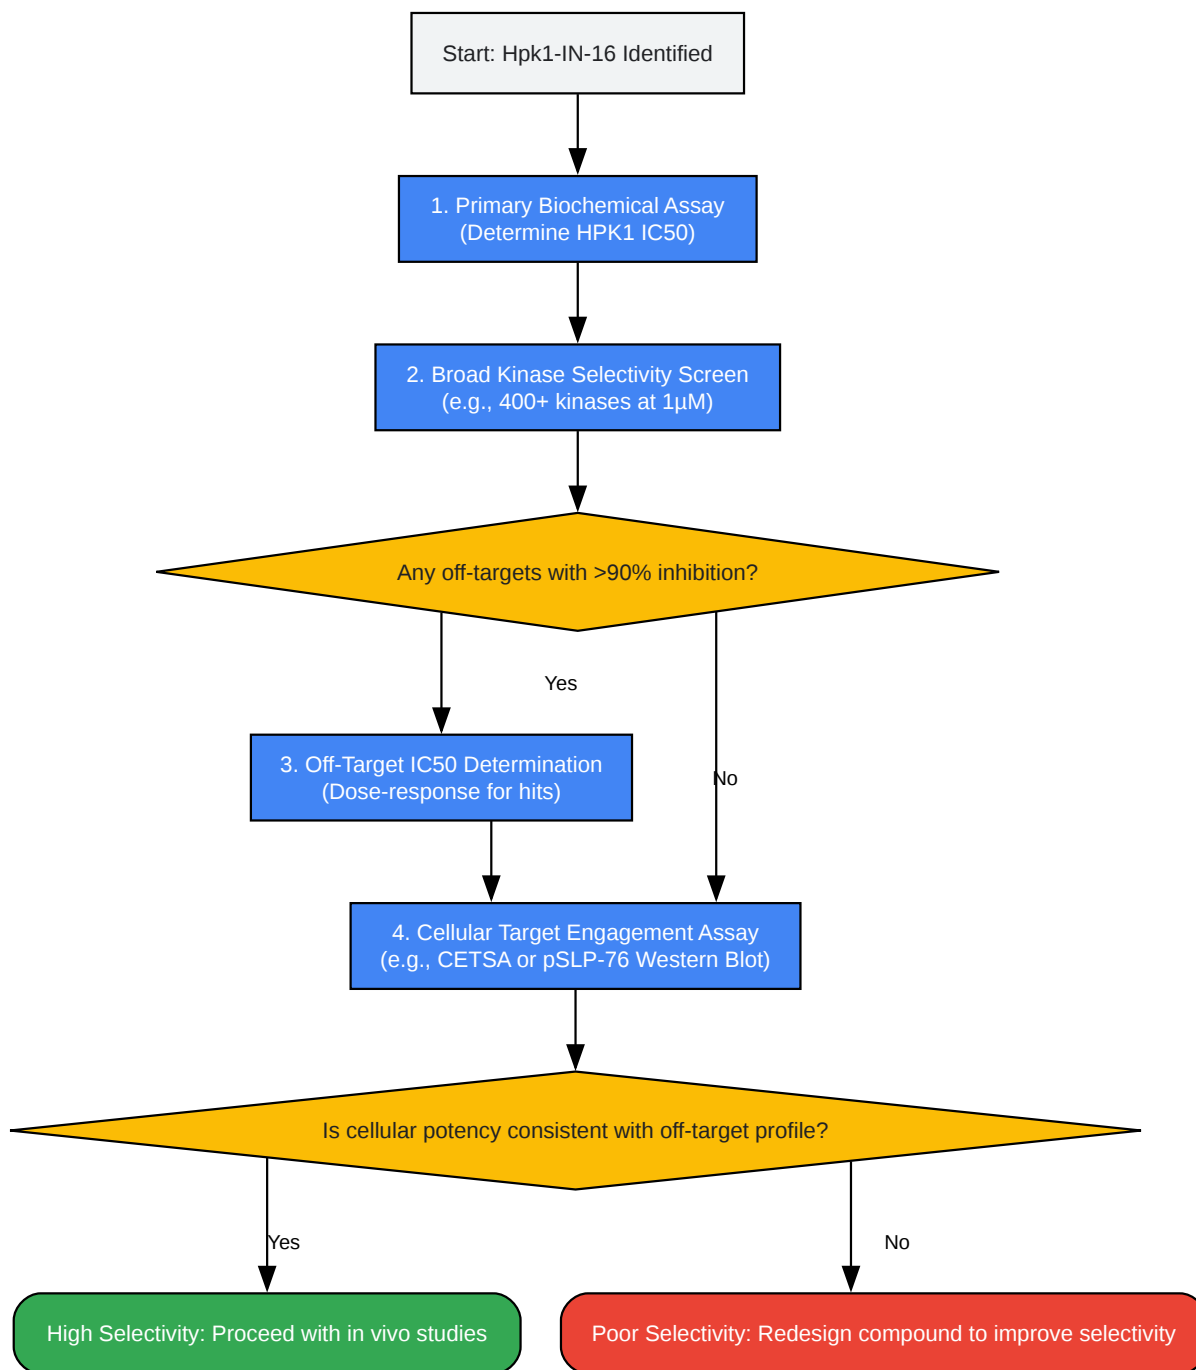 Start: Hpk1-IN-16 Identified
1. Primary Biochemical Assay
(Determine HPK1 IC50)
2. Broad Kinase Selectivity Screen
(e.g., 400+ kinases at 1µM)
Any off-targets with >90% inhibition?
Yes
3. Off-Target IC50 Determination
(Dose-response for hits)
No
4. Cellular Target Engagement Assay
(e.g., CETSA or pSLP-76 Western Blot)
Is cellular potency consistent with off-target profile?
Yes
No
High Selectivity: Proceed with in vivo studies
Poor Selectivity: Redesign compound to improve selectivity